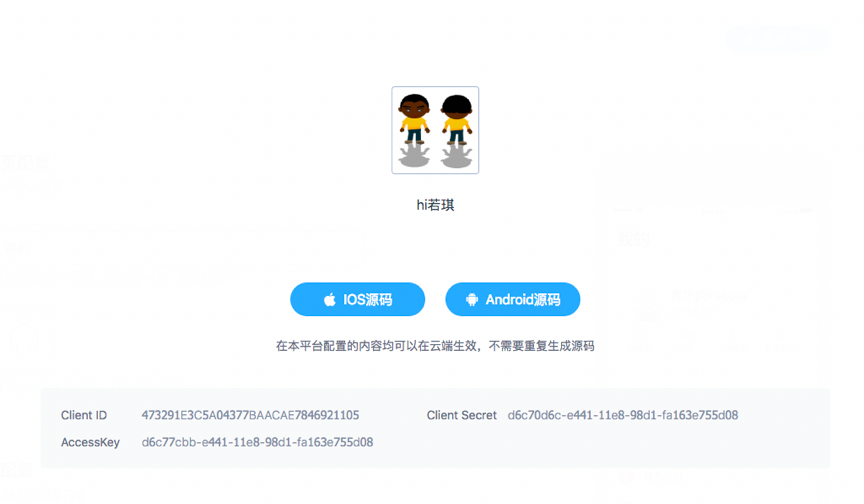 hi若琪
IOS源码
Android源码
在本平台配置的内容均可以在云端生效，不需要重复生成源码
Client ID 473291E3C5A04377BAACAE7846921105 Client Secret d6c70d6c-e441-11e8-98d1-fa163e755d08
AccessKey d6c77cbb-e441-11e8-98d1-fa163e755d08